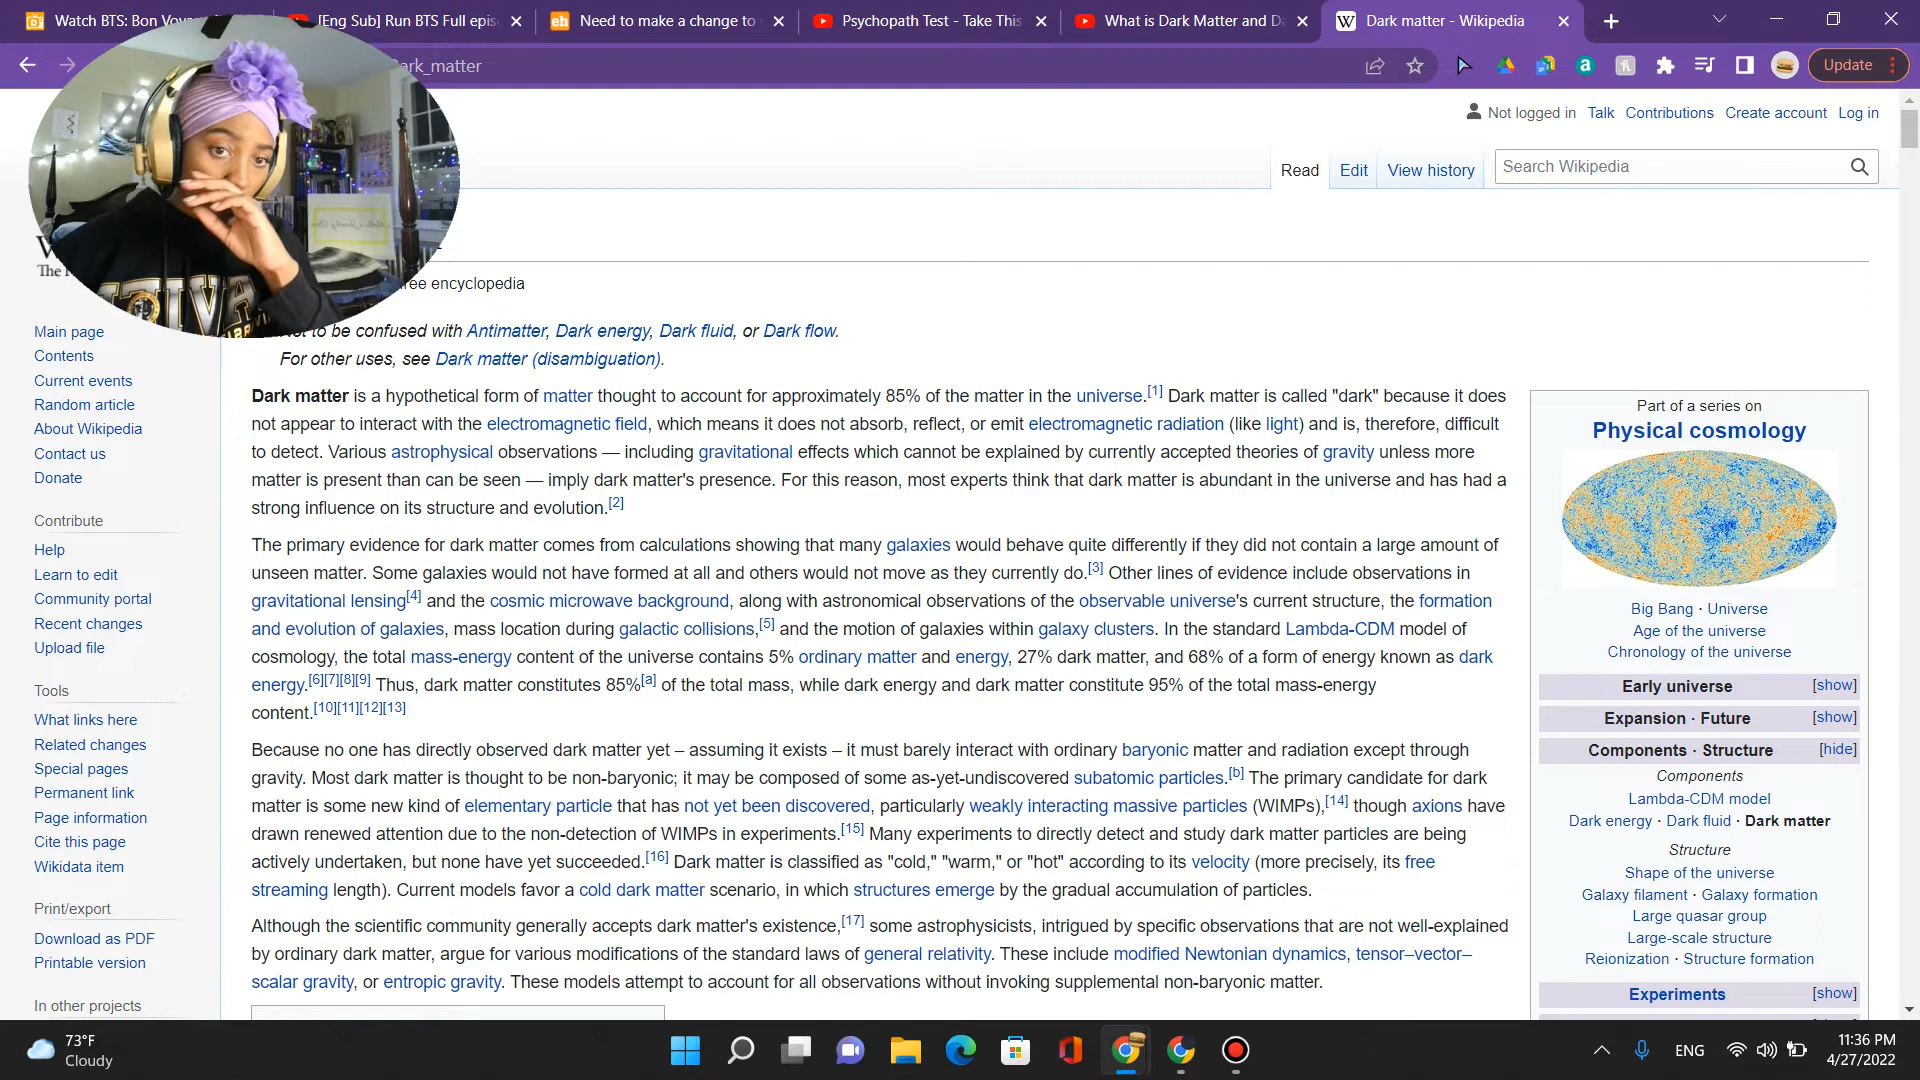 Watch BTS: Bon Voya
[Eng Sub] Run BTS Full epis
Need to make a change to
Psychopath Test - Take This
What is Dark Matter and Da
Dark matter - Wikipedia
ark_matter
Update
Not logged in Talk Contributions Create account Log in
Read Edit View history
Search Wikipedia
ree encyclopedia
to be confused with Antimatter, Dark energy, Dark fluid, or Dark flow.
For other uses, see Dark matter (disambiguation).
Dark matter is a hypothetical form of matter thought to account for approximately 85% of the matter in the universe.[1] Dark matter is called "dark" because it does
not appear to interact with the electromagnetic field, which means it does not absorb, reflect, or emit electromagnetic radiation (like light) and is, therefore, difficult
to detect. Various astrophysical observations — including gravitational effects which cannot be explained by currently accepted theories of gravity unless more
matter is present than can be seen — imply dark matter's presence. For this reason, most experts think that dark matter is abundant in the universe and has had a
strong influence on its structure and evolution.[2]
The primary evidence for dark matter comes from calculations showing that many galaxies would behave quite differently if they did not contain a large amount of
unseen matter. Some galaxies would not have formed at all and others would not move as they currently do.[3] Other lines of evidence include observations in
gravitational lensing[4] and the cosmic microwave background, along with astronomical observations of the observable universe's current structure, the formation
and evolution of galaxies, mass location during galactic collisions,[5] and the motion of galaxies within galaxy clusters. In the standard Lambda-CDM model of
cosmology, the total mass-energy content of the universe contains 5% ordinary matter and energy, 27% dark matter, and 68% of a form of energy known as dark
energy.[6][7][8][9] Thus, dark matter constitutes 85%[a] of the total mass, while dark energy and dark matter constitute 95% of the total mass-energy
content.[10][11][12][13]
Because no one has directly observed dark matter yet – assuming it exists – it must barely interact with ordinary baryonic matter and radiation except through
gravity. Most dark matter is thought to be non-baryonic; it may be composed of some as-yet-undiscovered subatomic particles.[b] The primary candidate for dark
matter is some new kind of elementary particle that has not yet been discovered, particularly weakly interacting massive particles (WIMPs),[14] though axions have
drawn renewed attention due to the non-detection of WIMPs in experiments.[15] Many experiments to directly detect and study dark matter particles are being
actively undertaken, but none have yet succeeded.[16] Dark matter is classified as "cold," "warm," or "hot" according to its velocity (more precisely, its free
streaming length). Current models favor a cold dark matter scenario, in which structures emerge by the gradual accumulation of particles.
Although the scientific community generally accepts dark matter's existence,[17] some astrophysicists, intrigued by specific observations that are not well-explained
by ordinary dark matter, argue for various modifications of the standard laws of general relativity. These include modified Newtonian dynamics, tensor–vector–
scalar gravity, or entropic gravity. These models attempt to account for all observations without invoking supplemental non-baryonic matter.
Main page
Contents
Current events
Random article
About Wikipedia
Contact us
Donate
Contribute
Help
Learn to edit
Community portal
Recent changes
Upload file
Tools
What links here
Related changes
Special pages
Permanent link
Page information
Cite this page
Wikidata item
Print/export
Download as PDF
Printable version
In other projects
Part of a series on
Physical cosmology
Big Bang · Universe
Age of the universe
Chronology of the universe
Early universe [show]
Expansion · Future [show]
Components · Structure [hide]
Components
Lambda-CDM model
Dark energy · Dark fluid · Dark matter
Structure
Shape of the universe
Galaxy filament · Galaxy formation
Large quasar group
Large-scale structure
Reionization · Structure formation
Experiments [show]
73°F
Cloudy
ENG
11:36 PM
4/27/2022